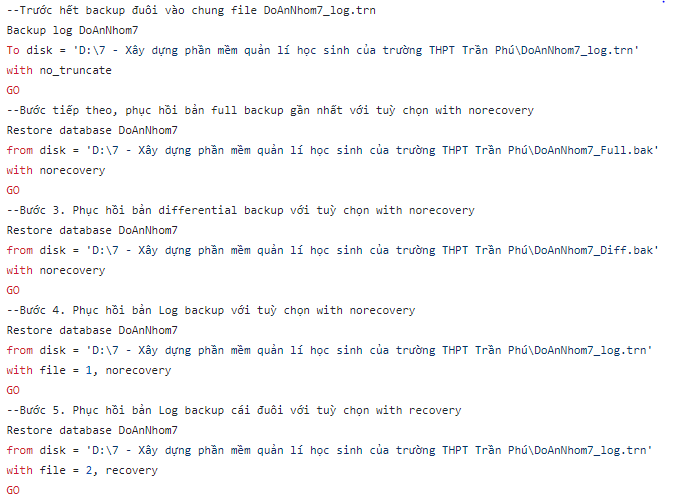 --Trước hết backup đuôi vào chung file DoAnNhom7_log.trn
Backup log DoAnNhom7
To disk = 'D:\7 - Xây dựng phần mềm quản lí học sinh của trường THPT Trần Phú\DoAnNhom7_log.trn'
with no_truncate
GO
--Bước tiếp theo, phục hồi bản full backup gần nhất với tuỳ chọn with norecovery
Restore database DoAnNhom7
from disk = 'D:\7 - Xây dựng phần mềm quản lí học sinh của trường THPT Trần Phú\DoAnNhom7_Full.bak'
with norecovery
GO
--Bước 3. Phục hồi bản differential backup với tuỳ chọn with norecovery
Restore database DoAnNhom7
from disk = 'D:\7 - Xây dựng phần mềm quản lí học sinh của trường THPT Trần Phú\DoAnNhom7_Diff.bak'
with norecovery
GO
--Bước 4. Phục hồi bản Log backup với tuỳ chọn with norecovery
Restore database DoAnNhom7
from disk = 'D:\7 - Xây dựng phần mềm quản lí học sinh của trường THPT Trần Phú\DoAnNhom7_log.trn'
with file = 1, norecovery
GO
--Bước 5. Phục hồi bản Log backup cái đuôi với tuỳ chọn with recovery
Restore database DoAnNhom7
from disk = 'D:\7 - Xây dựng phần mềm quản lí học sinh của trường THPT Trần Phú\DoAnNhom7_log.trn'
with file = 2, recovery
GO